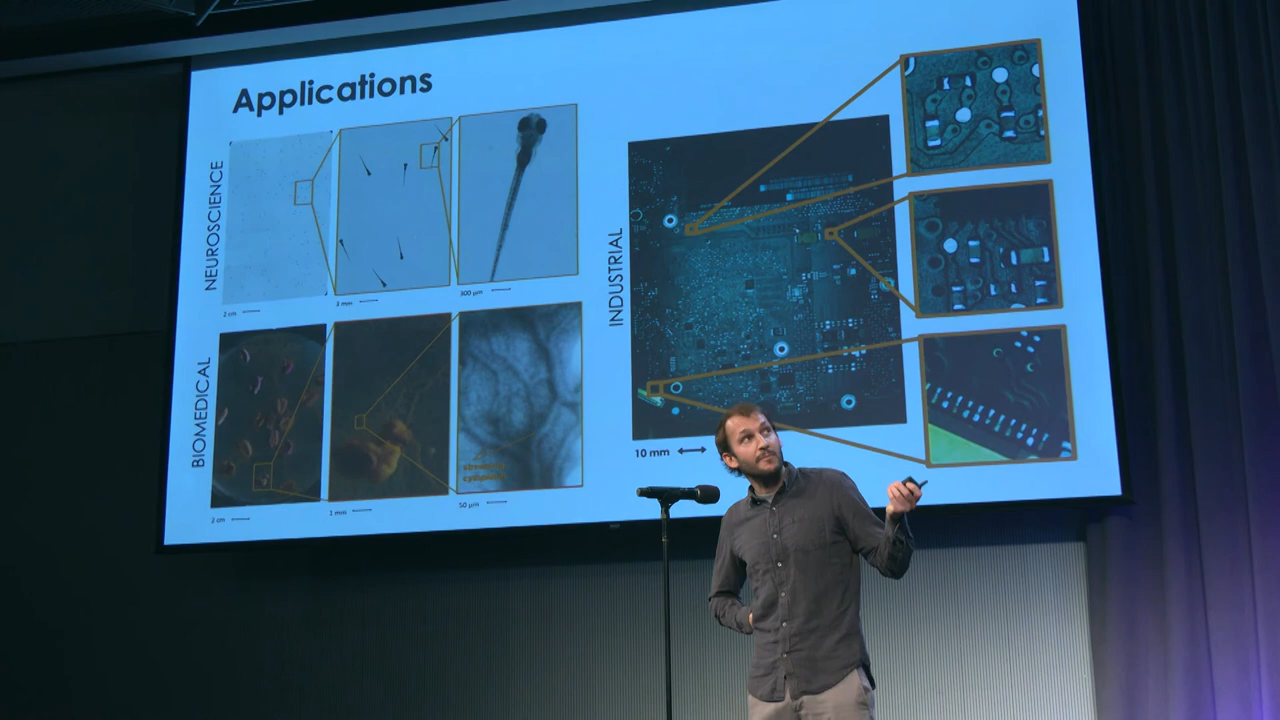 Applications
NEUROSCIENCE
2 cm
3 mm
300 µm
BIOMEDICAL
2 cm
1 mm
50 µm
INDUSTRIAL
10 mm